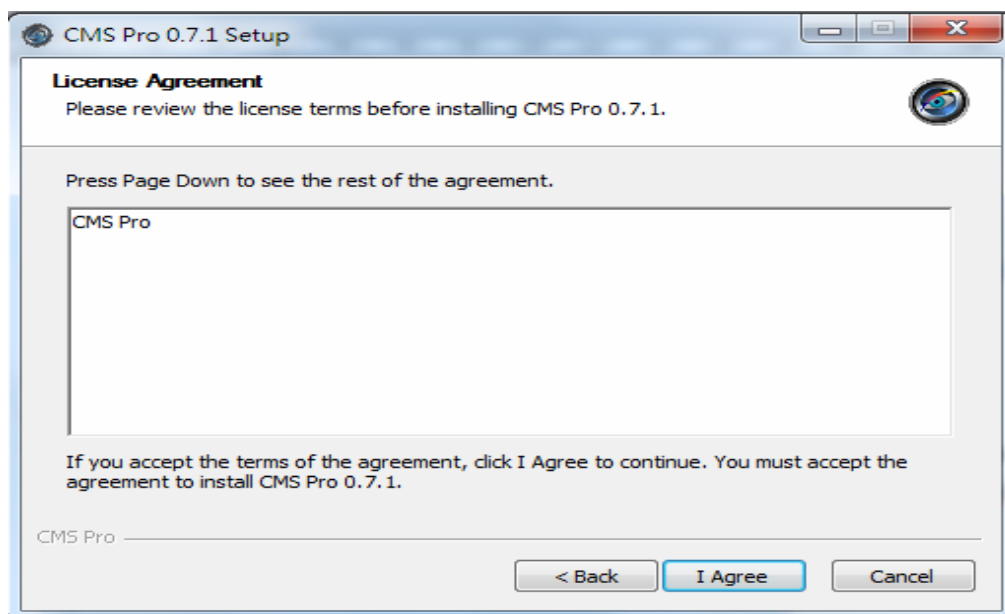 CMS Pro 0.7.1 Setup
License Agreement
Please review the license terms before installing CMS Pro 0.7.1.
Press Page Down to see the rest of the agreement.
CMS Pro
If you accept the terms of the agreement, click I Agree to continue. You must accept the
agreement to install CMS Pro 0.7.1.
CMS Pro
< Back
I Agree
Cancel